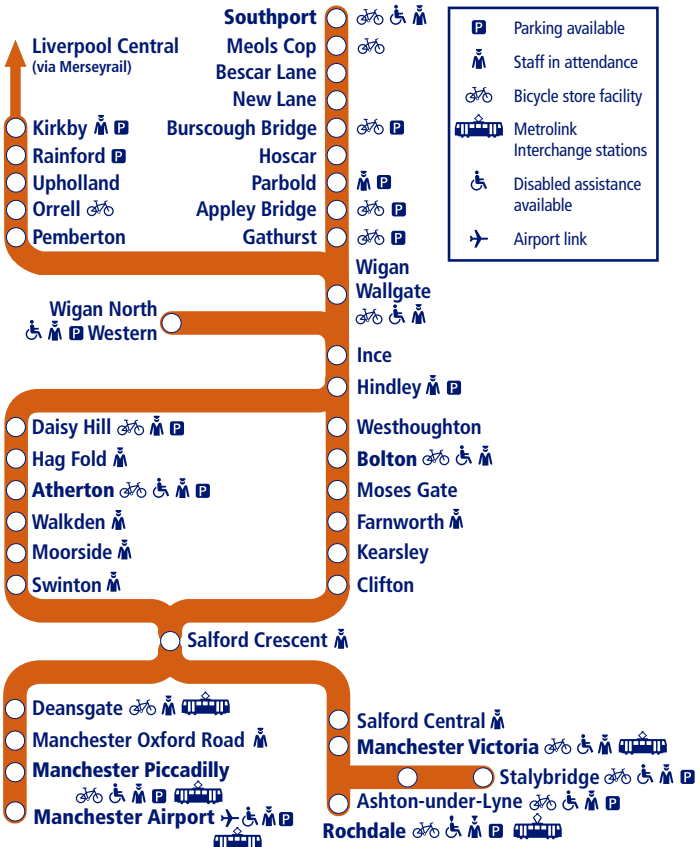 Southport
Meols Cop
Bescar Lane
New Lane
Burscough Bridge
Hoscar
Parbold
Appley Bridge
Gathurst
Liverpool Central
(via Merseyrail)
Kirkby P
Rainford P
Upholland
Orrell
Pemberton
P
P
P
P
P Parking available
Staff in attendance
Bicycle store facility
Metrolink
Interchange stations
Disabled assistance
available
Airport link
Wigan
Wallgate
Wigan North
P Western
Ince
Hindley P
Daisy Hill P
Hag Fold
Atherton P
Walkden
Moorside
Swinton
Westhoughton
Bolton
Moses Gate
Farnworth
Kearsley
Clifton
Salford Crescent
Deansgate
Manchester Oxford Road
Manchester Piccadilly
P
Manchester Airport P
Salford Central
Manchester Victoria
Stalybridge P
Ashton-under-Lyne P
Rochdale P